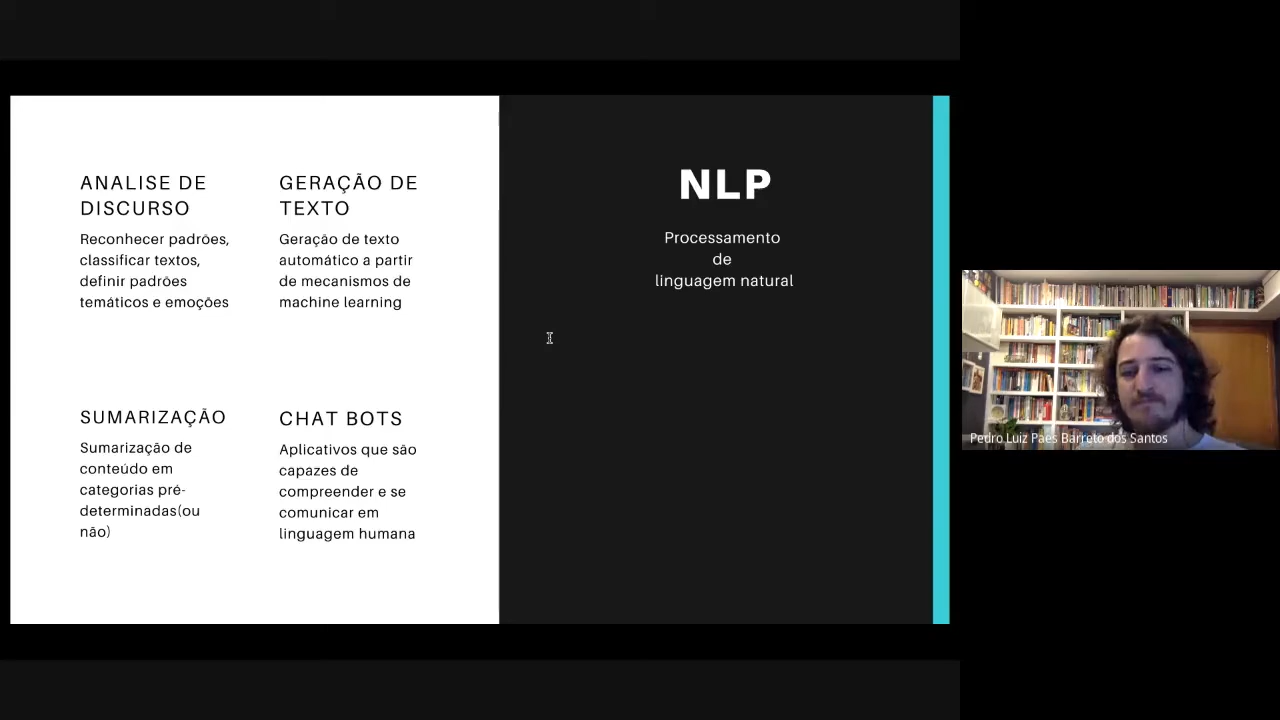 ANALISE DE
DISCURSO
Reconhecer padrões,
classificar textos,
definir padrões
temáticos e emoções
GERAÇÃO DE
TEXTO
Geração de texto
automático a partir
de mecanismos de
machine learning
SUMARIZAÇÃO
Sumarização de
conteúdo em
categorias pré-
determinadas(ou
não)
CHAT BOTS
Aplicativos que são
capazes de
compreender e se
comunicar em
linguagem humana
NLP
Processamento
de
linguagem natural
Pedro Luiz Paes Barreto dos Santos